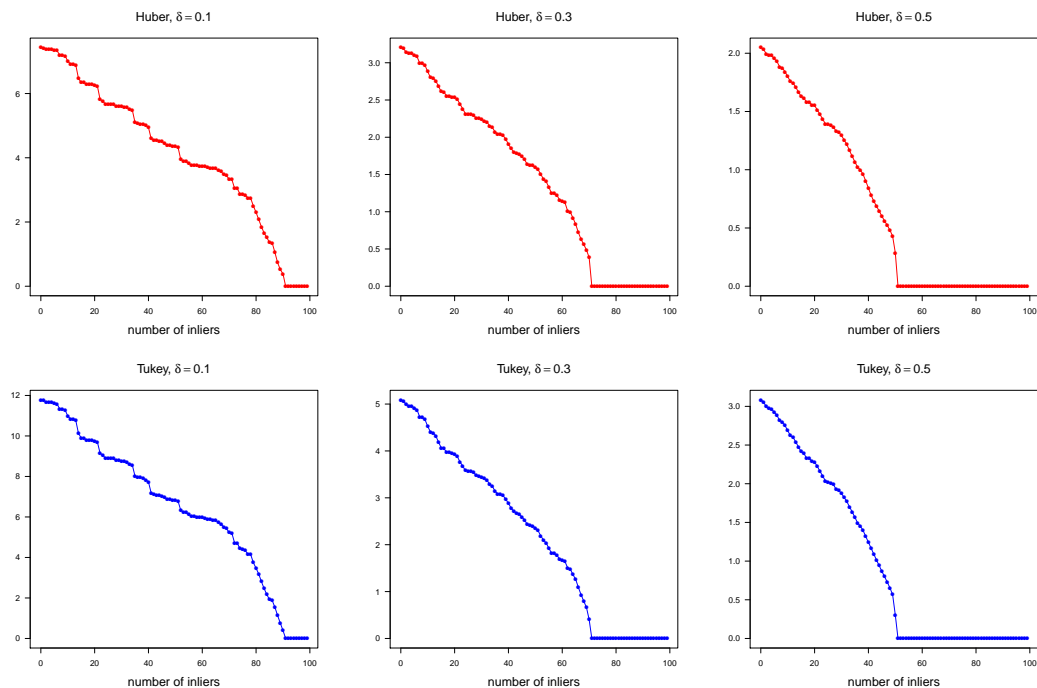 Huber, δ = 0.1
6
4
2
0
0 20 40 60 80 100
number of inliers
Huber, δ = 0.3
3.0
2.5
2.0
1.5
1.0
0.5
0.0
0 20 40 60 80 100
number of inliers
Huber, δ = 0.5
2.0
1.5
1.0
0.5
0.0
0 20 40 60 80 100
number of inliers
Tukey, δ = 0.1
12
10
8
6
4
2
0
0 20 40 60 80 100
number of inliers
Tukey, δ = 0.3
5
4
3
2
1
0
0 20 40 60 80 100
number of inliers
Tukey, δ = 0.5
3.0
2.5
2.0
1.5
1.0
0.5
0.0
0 20 40 60 80 100
number of inliers